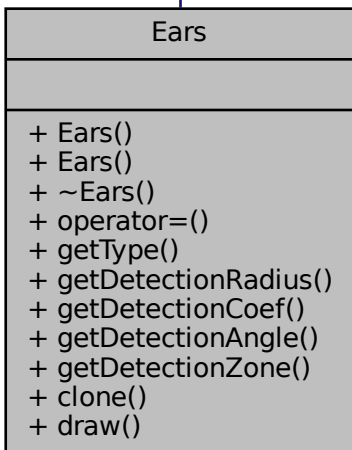 Ears
+ Ears()
+ Ears()
+ ~Ears()
+ operator=()
+ getType()
+ getDetectionRadius()
+ getDetectionCoef()
+ getDetectionAngle()
+ getDetectionZone()
+ clone()
+ draw()